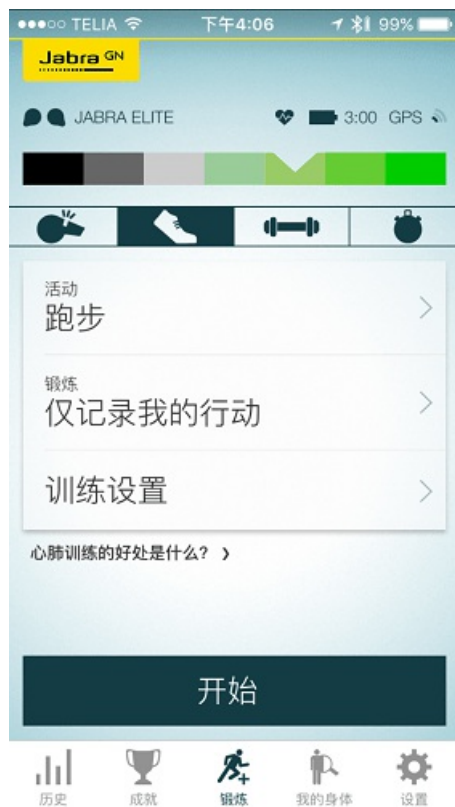 TELIA 下午4:06 99%
Jabra GN
JABRA ELITE 3:00 GPS
活动
跑步
锻炼
仅记录我的行动
训练设置
心肺训练的好处是什么? ❯
开始
历史 成就 锻炼 我的身体 设置